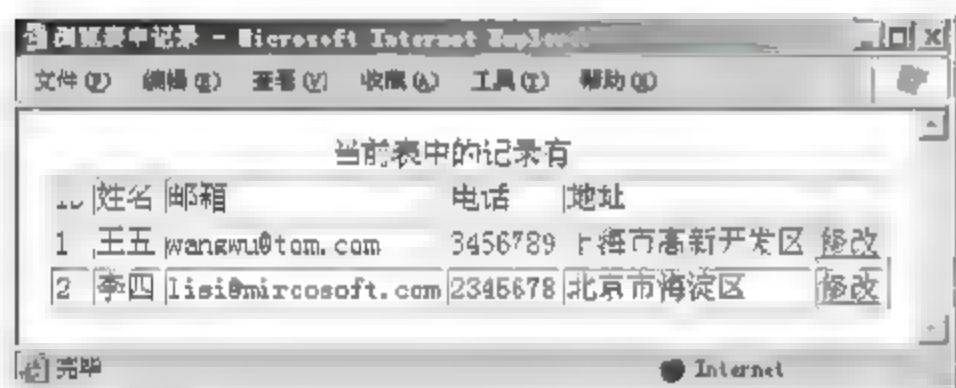 浏览表中记录 - Microsoft Internet Explorer
文件(F) 编辑(E) 查看(V) 收藏(A) 工具(T) 帮助(H)
当前表中的记录有
ID 姓名 邮箱 电话 地址
1 王五 wangwu@tom.com 3456789 上海市高新开发区 修改
2 李四 lisi@mircosoft.com 2345678 北京市海淀区 修改
完毕 Internet